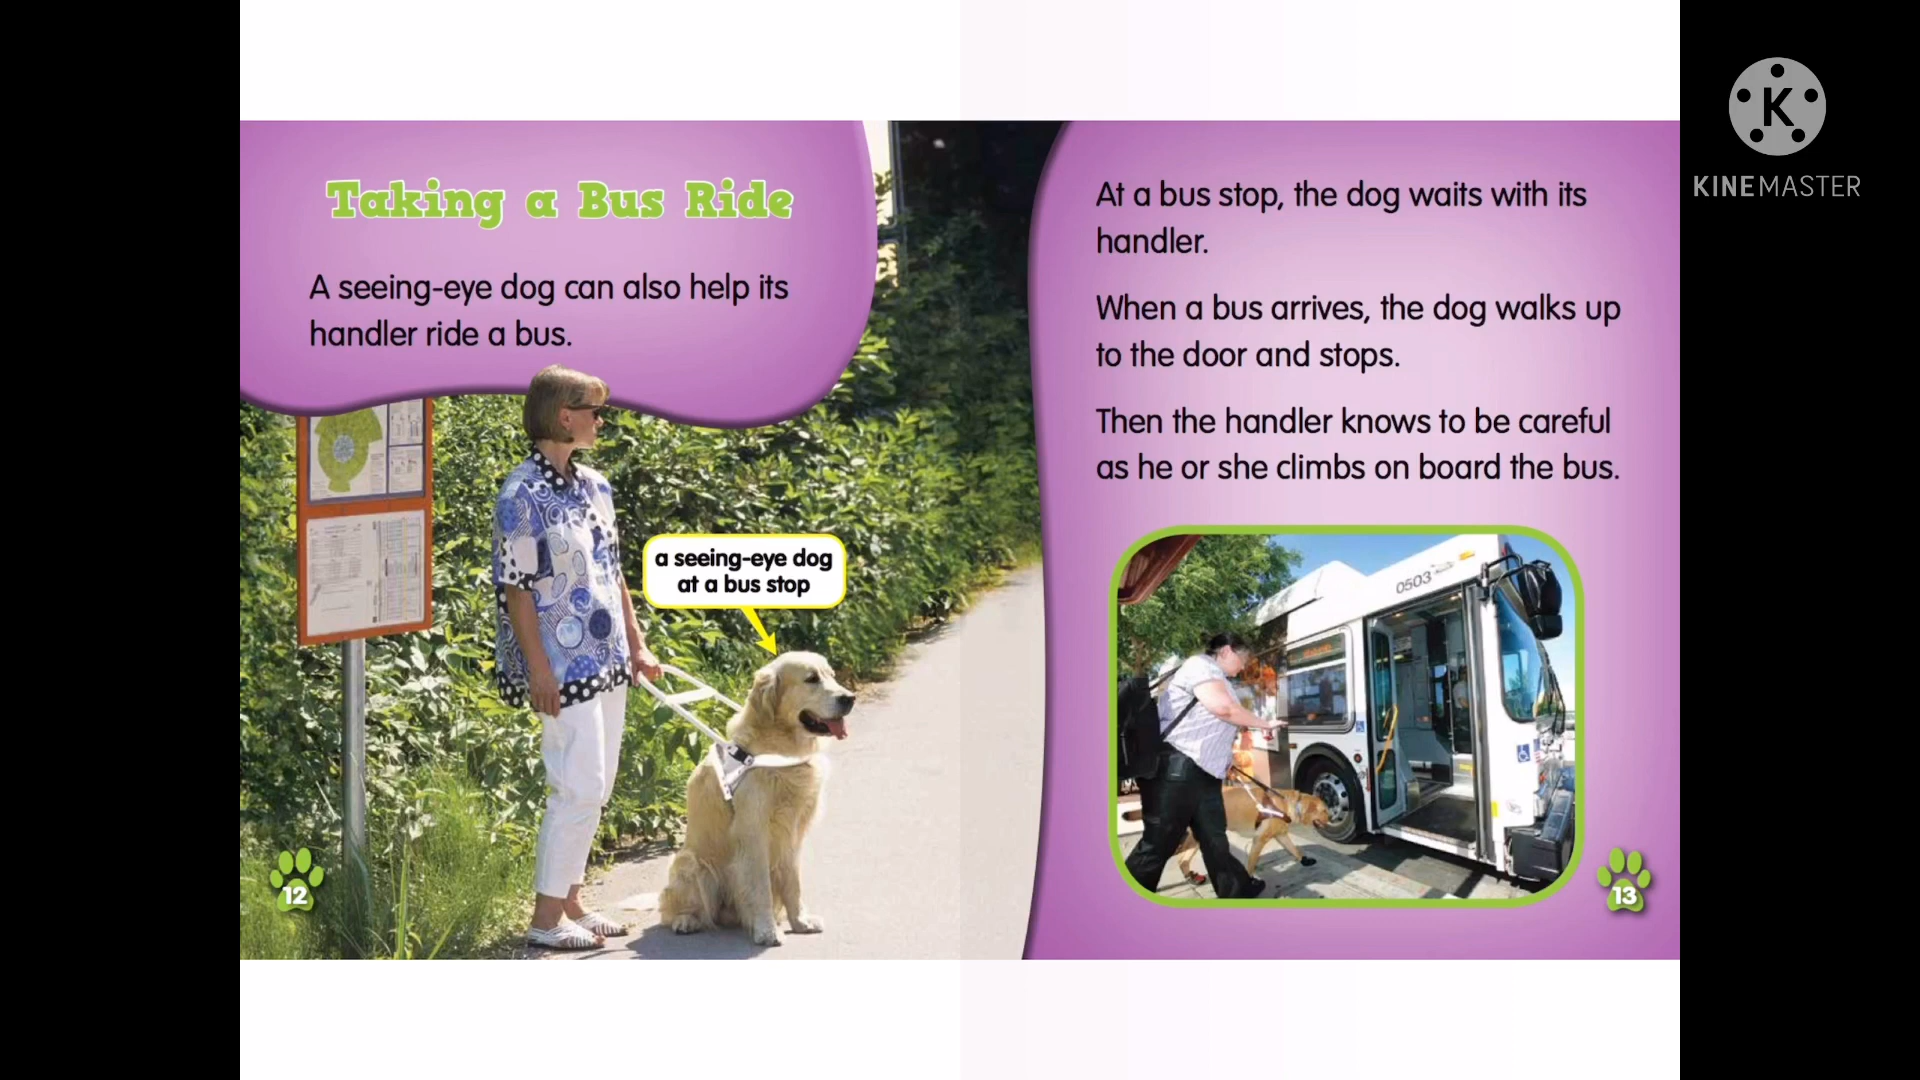 Taking a Bus Ride
A seeing-eye dog can also help its
handler ride a bus.
a seeing-eye dog
at a bus stop
12
At a bus stop, the dog waits with its
handler.
When a bus arrives, the dog walks up
to the door and stops.
Then the handler knows to be careful
as he or she climbs on board the bus.
0503
13
K
KINEMASTER